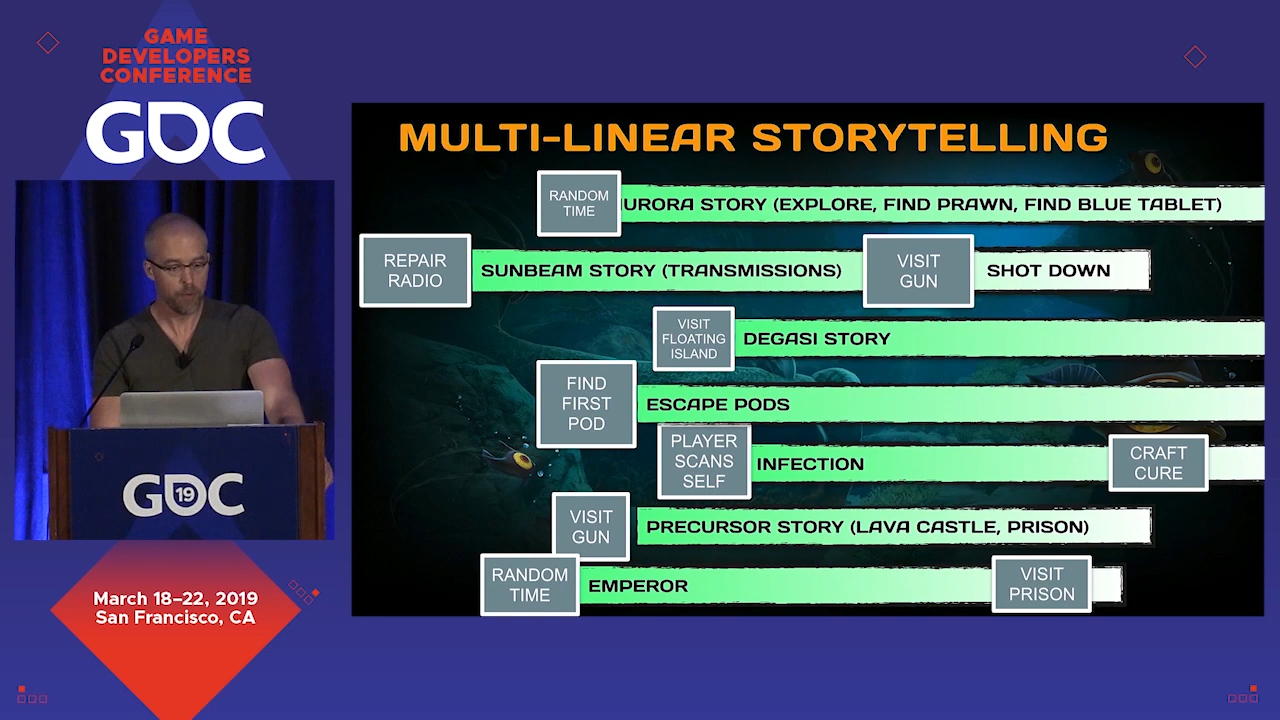 GAME
DEVELOPERS
CONFERENCE
GDC
GDC
19
March 18–22, 2019
San Francisco, CA
MULTI-LINEAR STORYTELLING
RANDOM
TIME
URORA STORY (EXPLORE, FIND PRAWN, FIND BLUE TABLET)
REPAIR
RADIO
SUNBEAM STORY (TRANSMISSIONS)
VISIT
GUN
SHOT DOWN
VISIT
FLOATING
ISLAND
DEGASI STORY
FIND
FIRST
POD
ESCAPE PODS
PLAYER
SCANS
SELF
INFECTION
CRAFT
CURE
VISIT
GUN
PRECURSOR STORY (LAVA CASTLE, PRISON)
RANDOM
TIME
EMPEROR
VISIT
PRISON